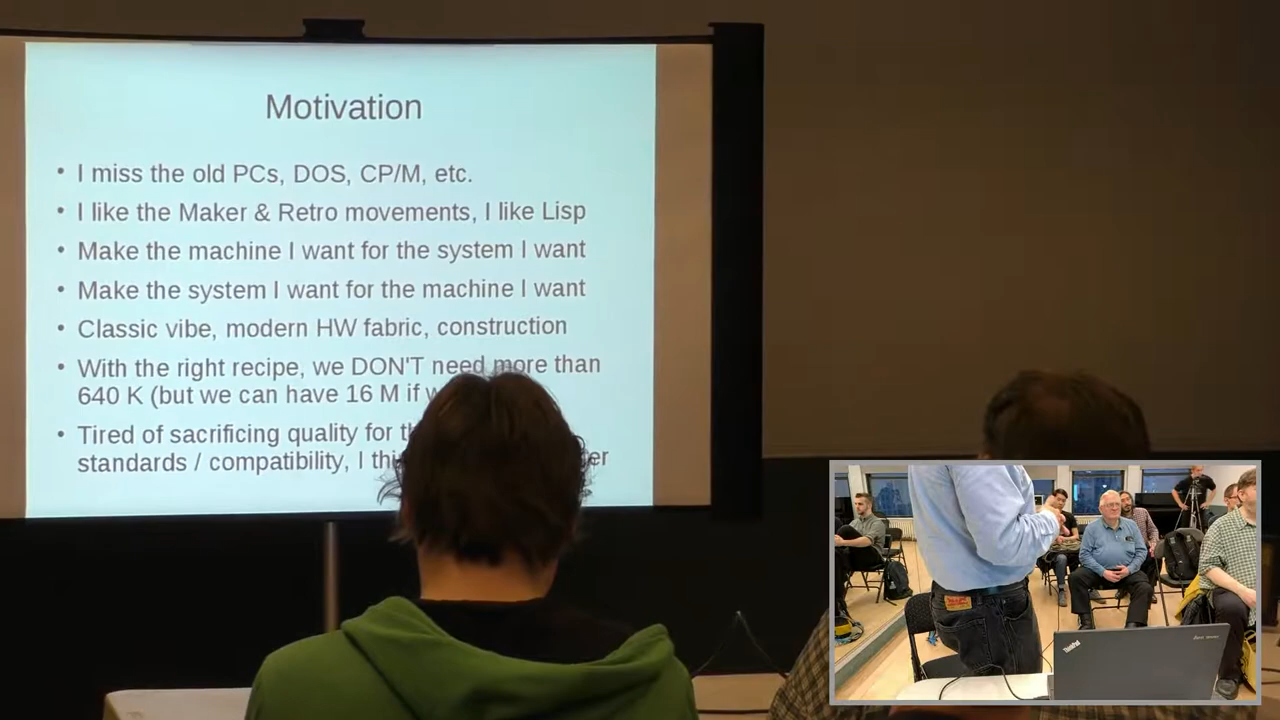 Motivation
• I miss the old PCs, DOS, CP/M, etc.
• I like the Maker & Retro movements, I like Lisp
• Make the machine I want for the system I want
• Make the system I want for the machine I want
• Classic vibe, modern HW fabric, construction
• With the right recipe, we DON'T need more than
640 K (but we can have 16 M if
• Tired of sacrificing quality for
standards / compatibility, I
ThinkPad